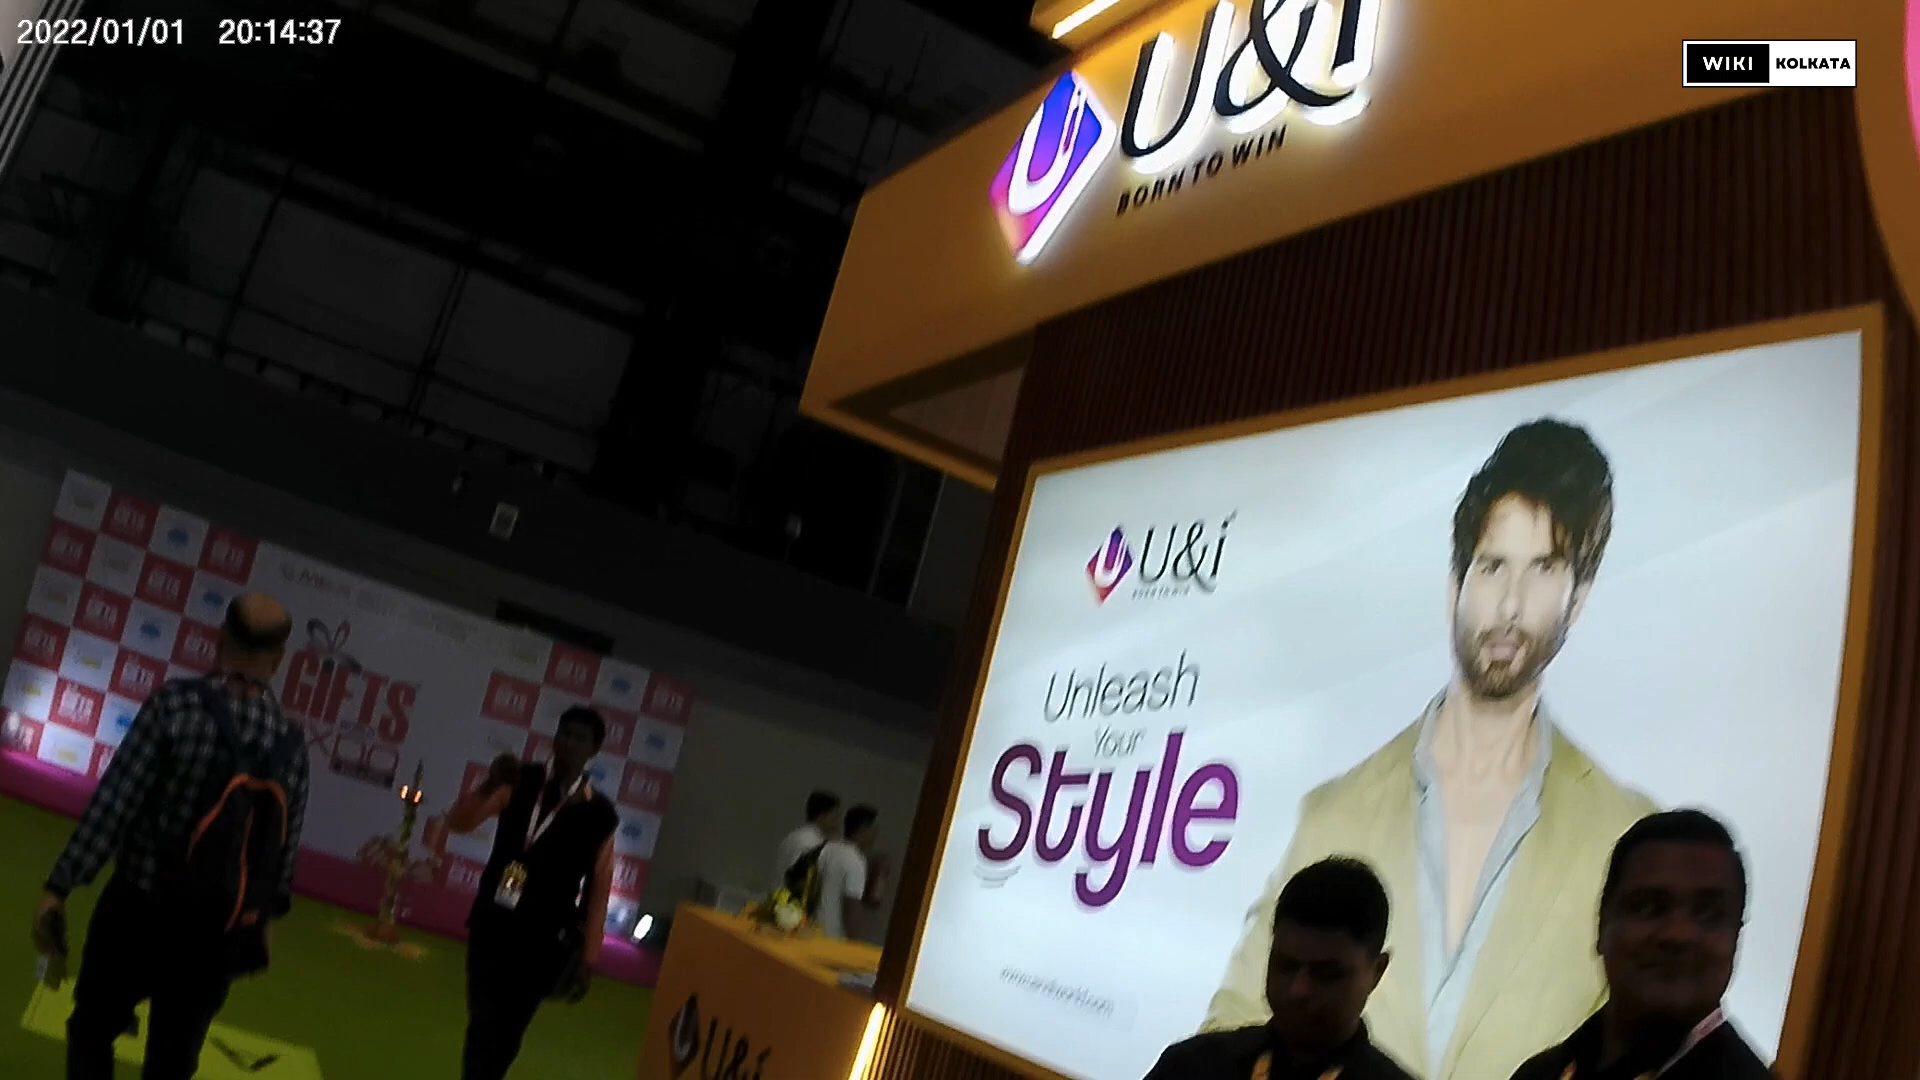 2022/01/01 20:14:37
WIKI KOLKATA
U&i
BORN TO WIN
U&i
Unleash
Your
Style
GIFTS
U&i